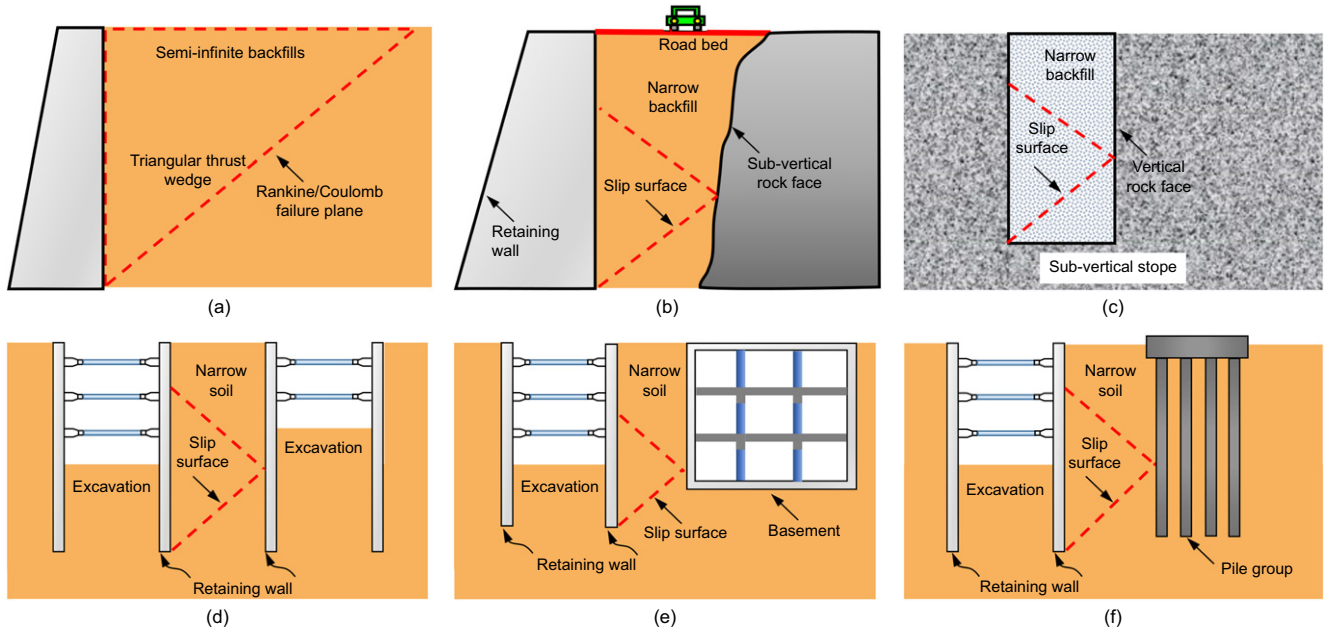 Semi-infinite backfills
Triangular thrust
wedge
Rankine/Coulomb
failure plane
(a)
Road bed
Narrow
backfill
Slip surface
Sub-vertical
rock face
Retaining
wall
(b)
Narrow
backfill
Slip
surface
Vertical
rock face
Sub-vertical stope
(c)
Narrow
soil
Slip
surface
Excavation
Excavation
Retaining wall
(d)
Narrow
soil
Excavation
Slip surface
Basement
Retaining wall
(e)
Narrow
soil
Slip
surface
Excavation
Retaining wall
Pile group
(f)